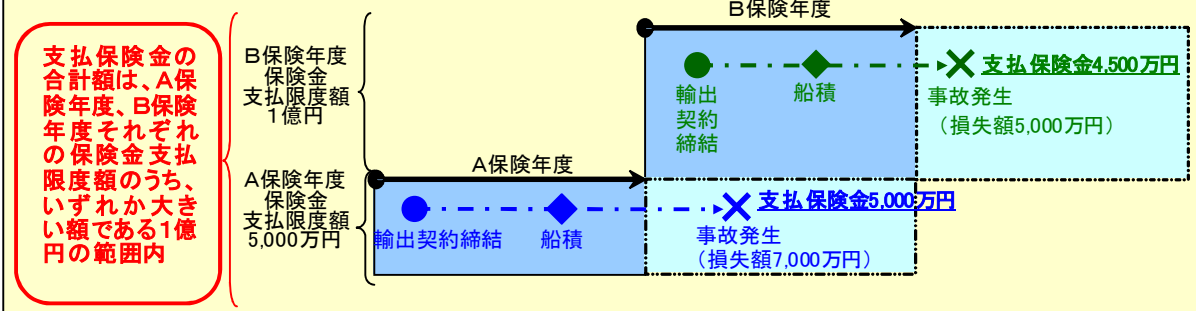 支払保険金の
合計額は、A保
険年度、B保険
年度それぞれ
の保険金支払
限度額のうち、
いずれか大き
い額である1億
円の範囲内
B保険年度
保険金
支払限度額
1億円
A保険年度
保険金
支払限度額
5,000万円
B保険年度
輸出
契約
締結
船積
支払保険金4,500万円
事故発生
（損失額5,000万円）
A保険年度
輸出契約締結
船積
支払保険金5,000万円
事故発生
（損失額7,000万円）